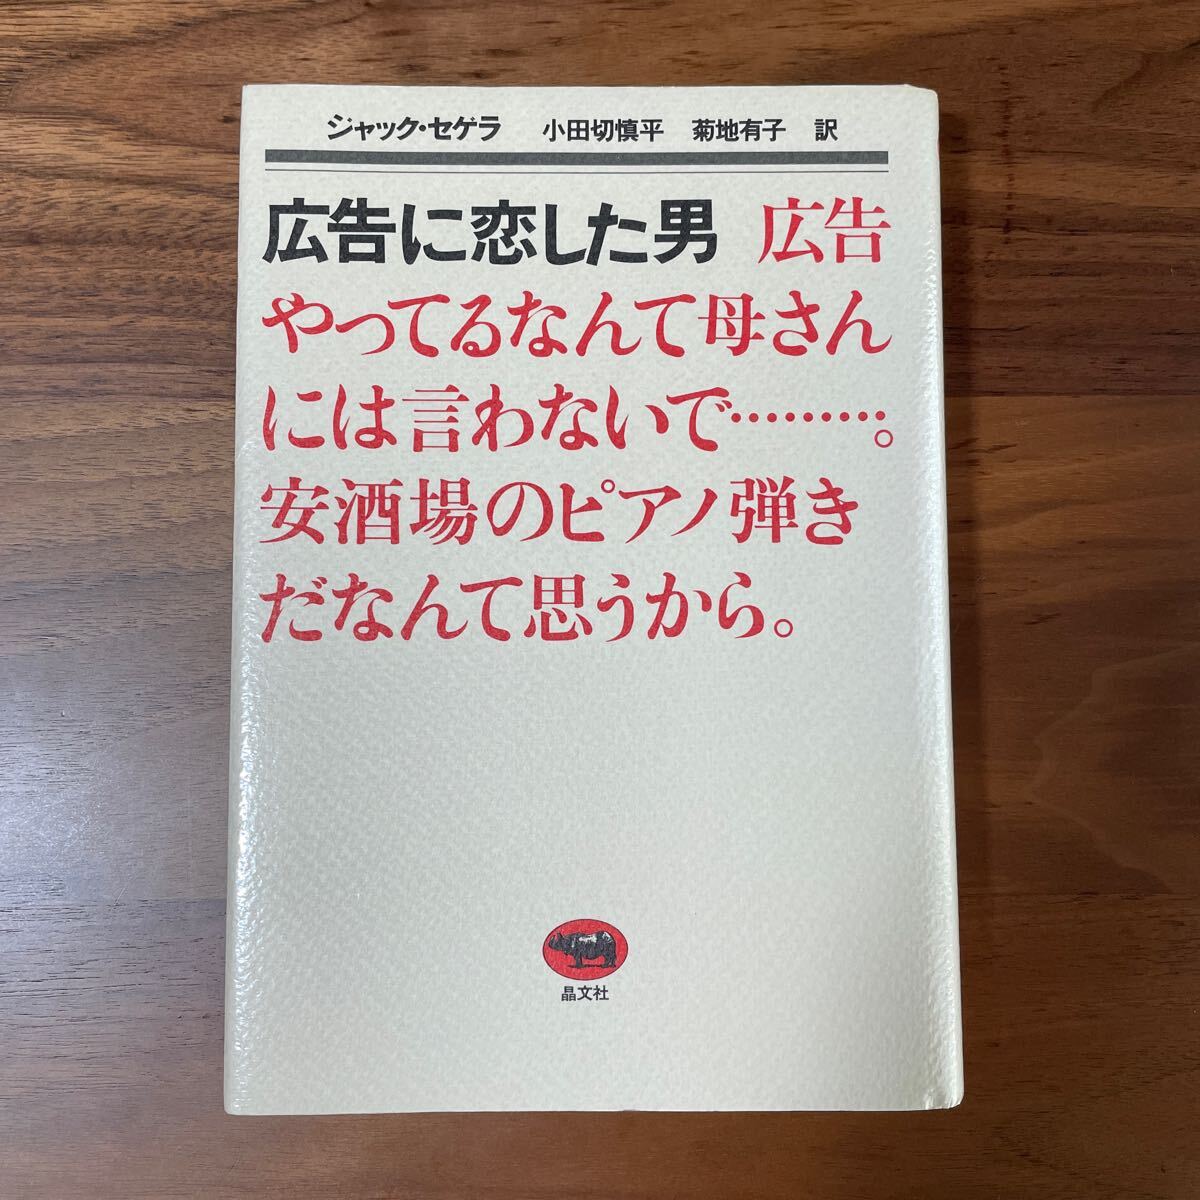 ジャック・セゲラ 小田切慎平 菊地有子 訳
広告に恋した男 広告
やってるなんて母さん
には言わないで………。
安酒場のピアノ弾き
だなんて思うから。
晶文社